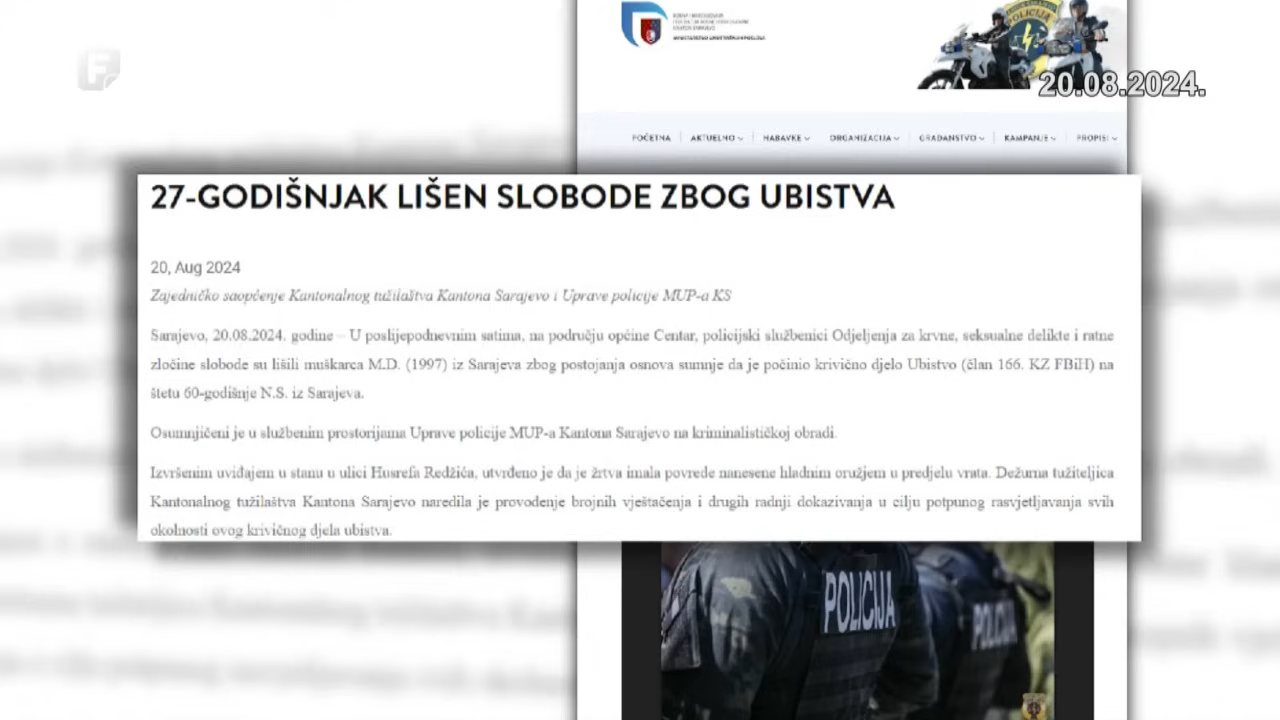 POLICIJA
20.08.2024.
POČETNA
AKTUELNO
NABAVKE
ORGANIZACIJA
GRAĐANSTVO
KAMPANJE
PROPISI
27-GODIŠNJAK LIŠEN SLOBODE ZBOG UBISTVA
20, Aug 2024
Zajedničko saopćenje Kantonalnog tužilaštva Kantona Sarajevo i Uprave policije MUP-a KS
Sarajevo, 20.08.2024. godine – U poslijepodnevnim satima, na području općine Centar, policijski službenici Odjeljenja za krvne, seksualne delikte i ratne
zločine slobode su lišili muškarca M.D. (1997) iz Sarajeva zbog postojanja osnova sumnje da je počinio krivično djelo Ubistvo (član 166. KZ FBiH) na
štetu 60-godišnje N.S. iz Sarajeva.
Osumnjičeni je u službenim prostorijama Uprave policije MUP-a Kantona Sarajevo na kriminalističkoj obradi.
Izvršenim uviđajem u stanu u ulici Husrefa Redžića, utvrđeno je da je žrtva imala povrede nanesene hladnim oružjem u predjelu vrata. Dežurna tužiteljica
Kantonalnog tužilaštva Kantona Sarajevo naredila je provođenje brojnih vještačenja i drugih radnji dokazivanja u cilju potpunog rasvjetljavanja svih
okolnosti ovog krivičnog djela ubistva.
POLICIJA
POLICIJA